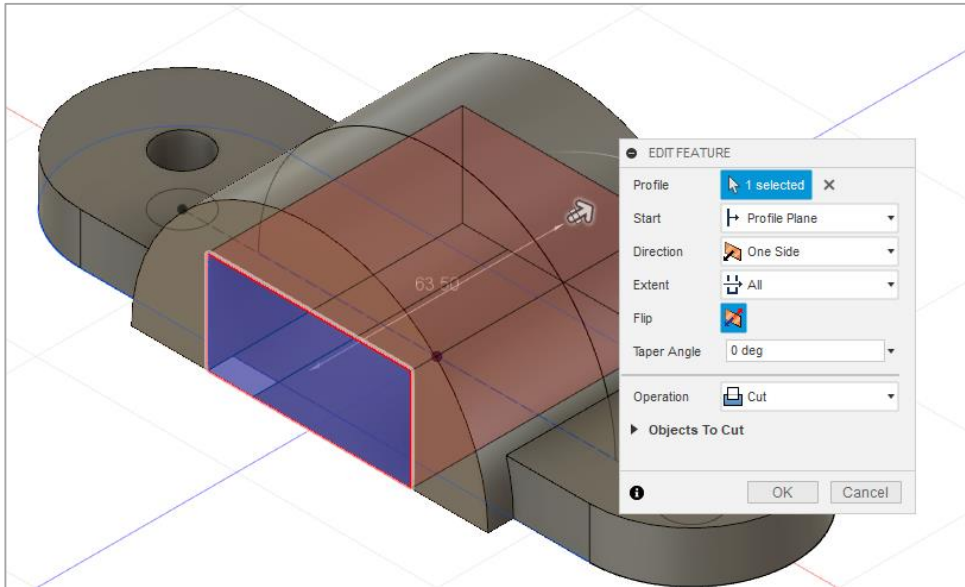 EDIT FEATURE
Profile 1 selected
Start Profile Plane
Direction One Side
Extent All
Flip
Taper Angle 0 deg
Operation Cut
Objects To Cut
OK Cancel
63.50